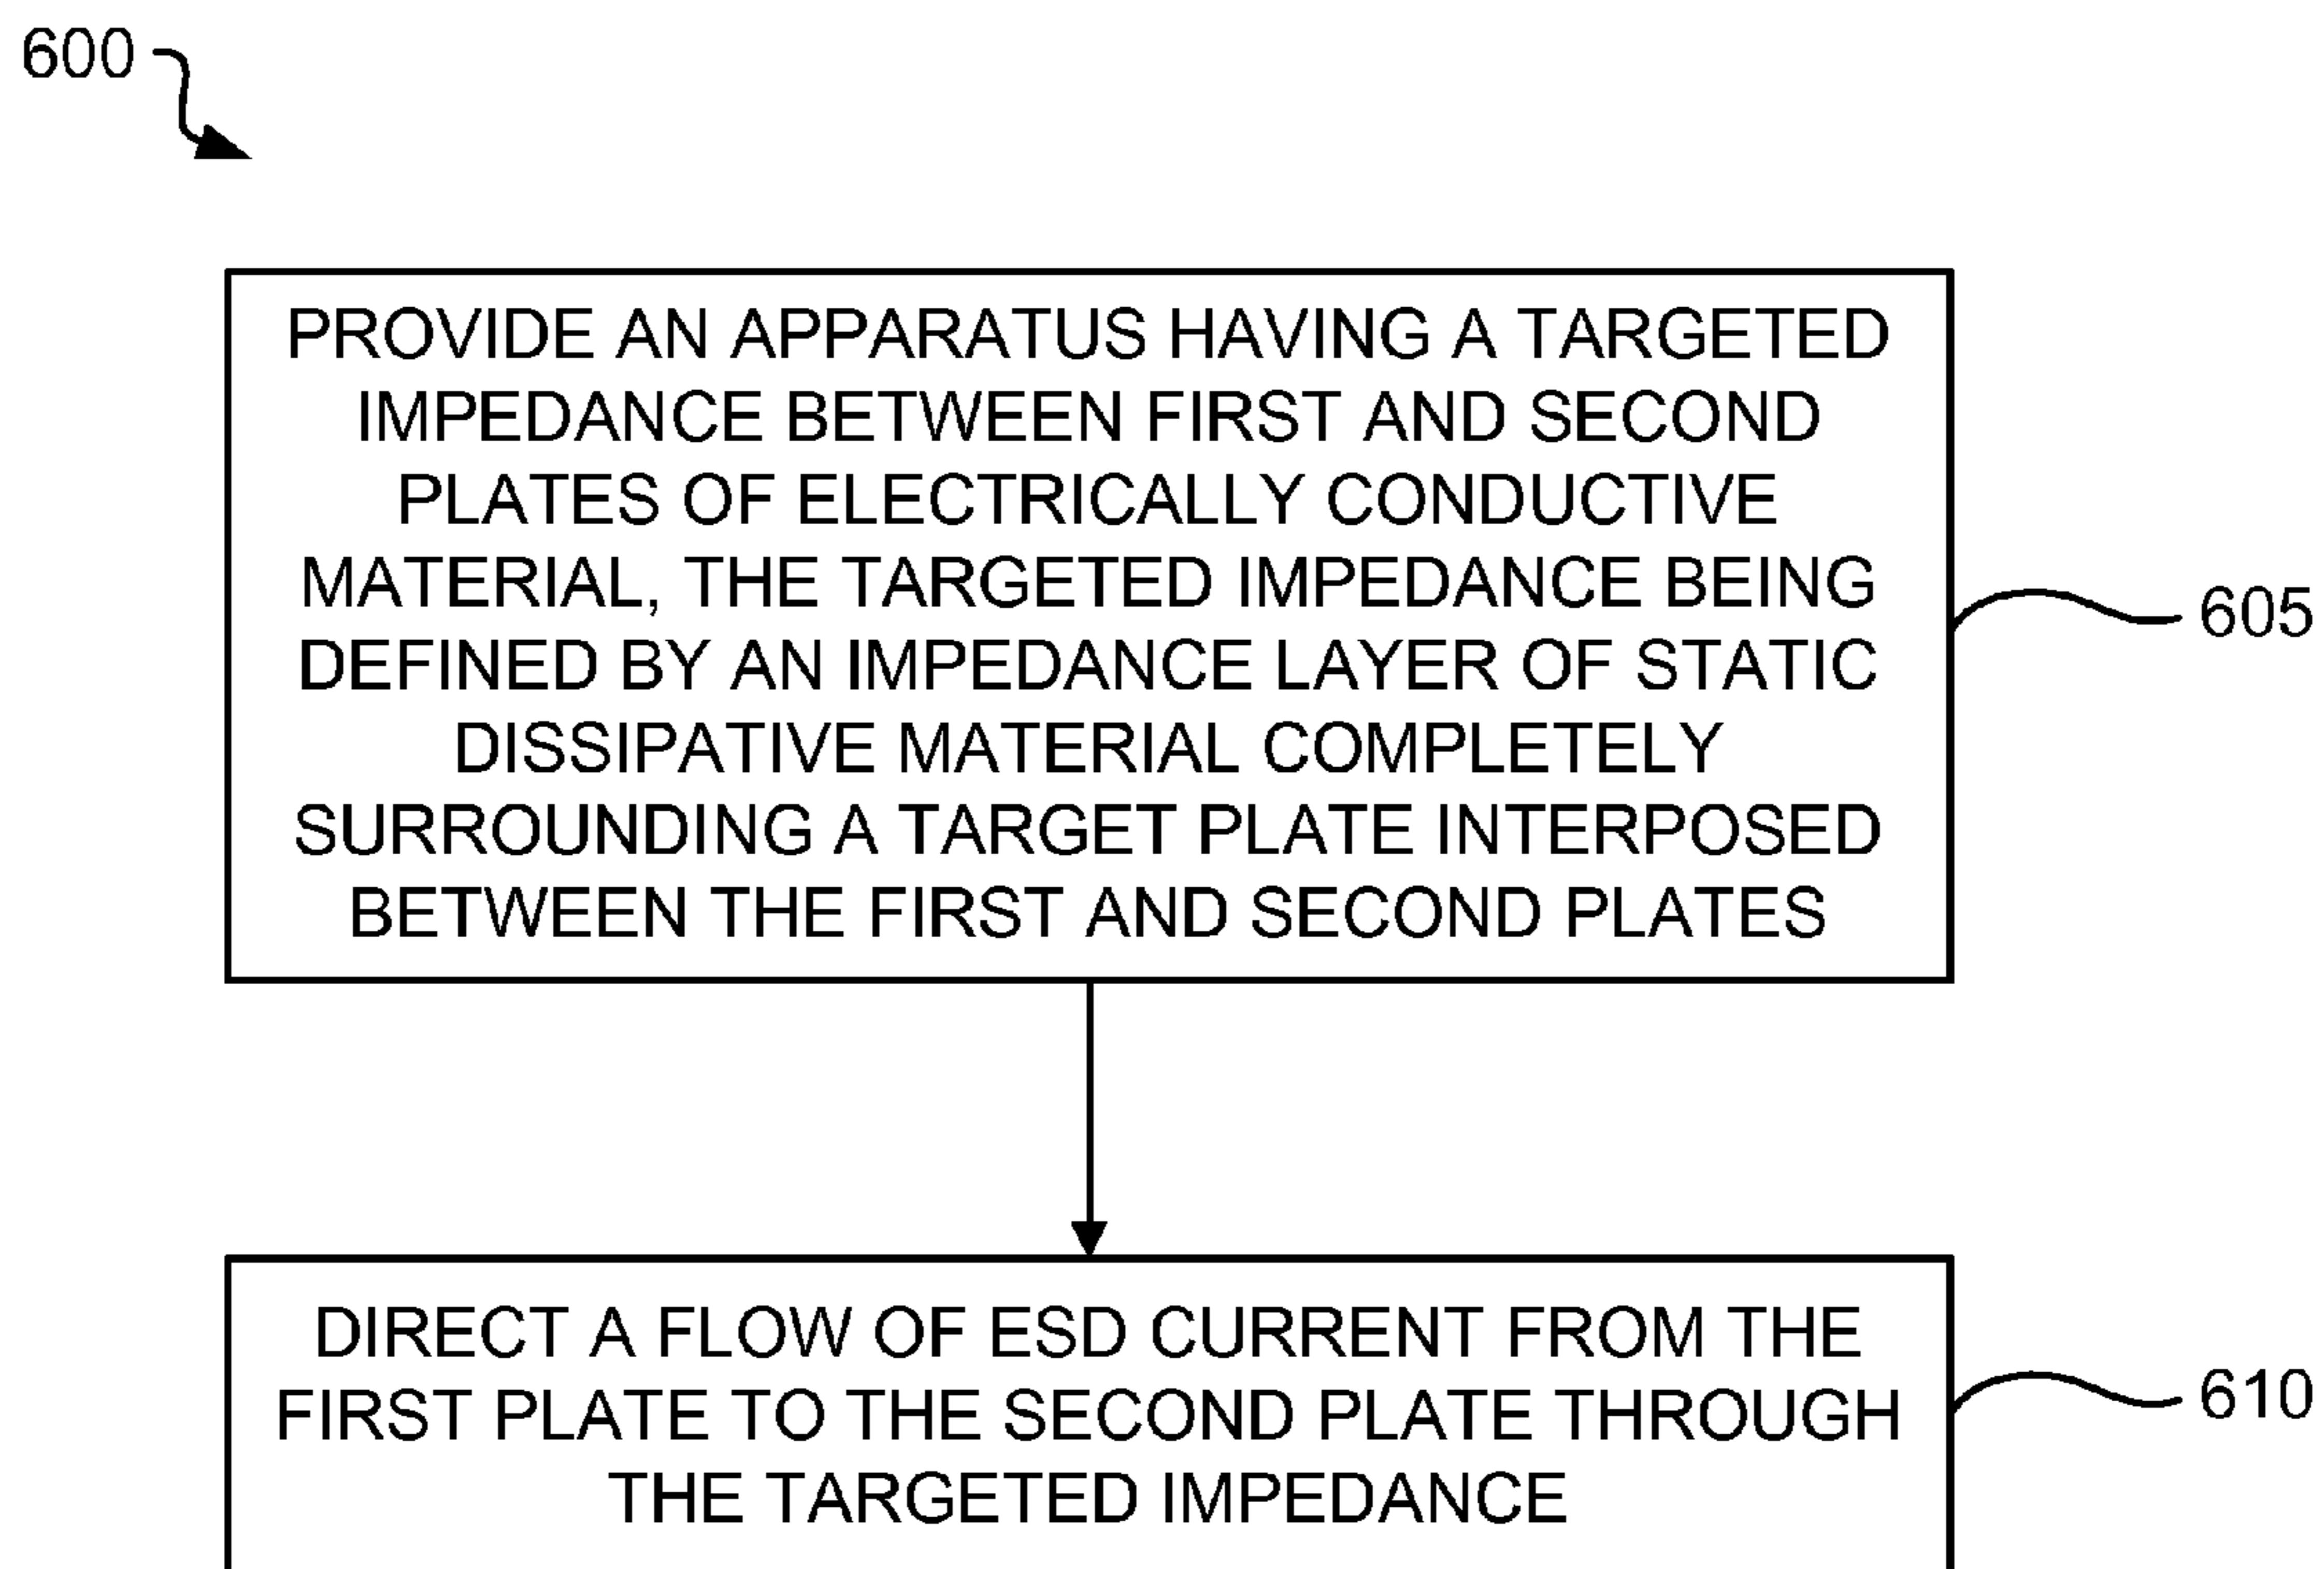 600
PROVIDE AN APPARATUS HAVING A TARGETED
IMPEDANCE BETWEEN FIRST AND SECOND
PLATES OF ELECTRICALLY CONDUCTIVE
MATERIAL, THE TARGETED IMPEDANCE BEING
DEFINED BY AN IMPEDANCE LAYER OF STATIC
DISSIPATIVE MATERIAL COMPLETELY
SURROUNDING A TARGET PLATE INTERPOSED
BETWEEN THE FIRST AND SECOND PLATES
605
DIRECT A FLOW OF ESD CURRENT FROM THE
FIRST PLATE TO THE SECOND PLATE THROUGH
THE TARGETED IMPEDANCE
610